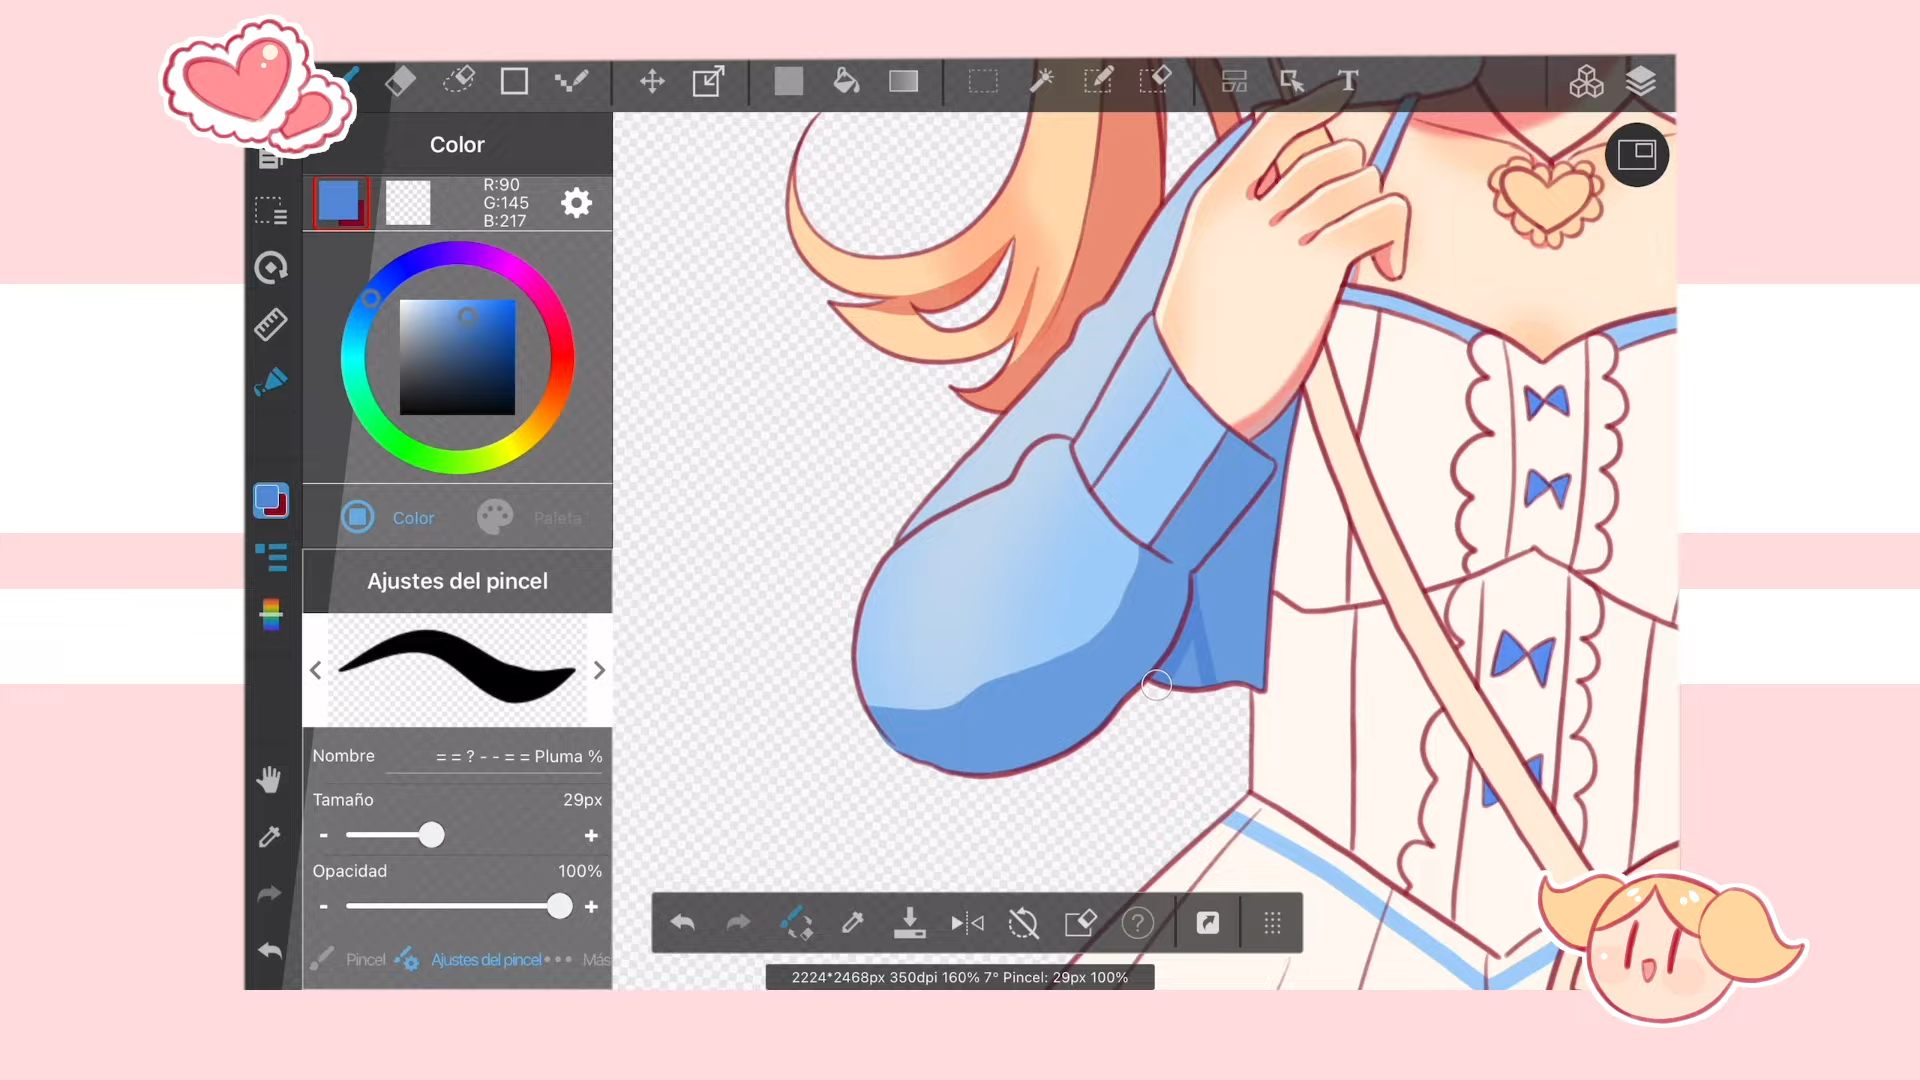 Color
R:90
G:145
B:217
Color
Paleta
Ajustes del pincel
Nombre
= = ? - - = = Pluma %
Tamaño
29px
- +
Opacidad
100%
- +
Pincel
Ajustes del pincel
Más
2224*2468px 350dpi 160% 7° Pincel: 29px 100%